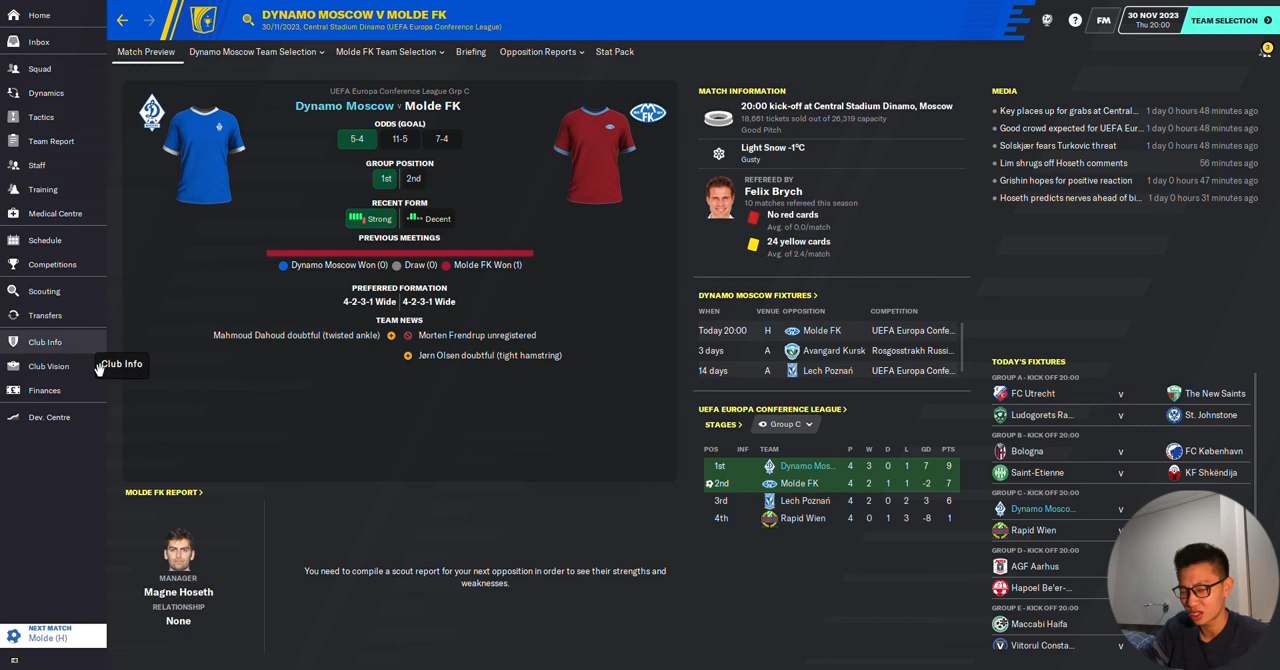 Home
Inbox
Squad
Dynamics
Tactics
Team Report
Staff
Training
Medical Centre
Schedule
Competitions
Scouting
Transfers
Club Info
Club Vision
Finances
Dev. Centre
Club Info
NEXT MATCH
Molde (H)
DYNAMO MOSCOW V MOLDE FK
30/11/2023, Central Stadium Dinamo (UEFA Europa Conference League)
? FM 30 NOV 2023
Thu 20:00
TEAM SELECTION
Match Preview Dynamo Moscow Team Selection Molde FK Team Selection Briefing Opposition Reports Stat Pack
3
UEFA Europa Conference League Grp C
Dynamo Moscow v Molde FK
ODDS (GOAL)
5-4 11-5 7-4
GROUP POSITION
1st 2nd
RECENT FORM
Strong Decent
PREVIOUS MEETINGS
Dynamo Moscow Won (0) Draw (0) Molde FK Won (1)
PREFERRED FORMATION
4-2-3-1 Wide 4-2-3-1 Wide
TEAM NEWS
Mahmoud Dahoud doubtful (twisted ankle) Morten Frendrup unregistered
Jørn Olsen doubtful (tight hamstring)
MOLDE FK REPORT >
MANAGER
Magne Hoseth
RELATIONSHIP
None
You need to compile a scout report for your next opposition in order to see their strengths and
weaknesses.
MATCH INFORMATION
20:00 kick-off at Central Stadium Dinamo, Moscow
18,661 tickets sold out of 26,319 capacity
Good Pitch
Light Snow -1°C
Gusty
REFEREED BY
Felix Brych
10 matches refereed this season
No red cards
Avg. of 0.0/match
24 yellow cards
Avg. of 2.4/match
DYNAMO MOSCOW FIXTURES >
WHEN VENUE OPPOSITION COMPETITION
Today 20:00 H Molde FK UEFA Europa Confe...
3 days A Avangard Kursk Rosgosstrakh Russi...
14 days A Lech Poznań UEFA Europa Confe...
UEFA EUROPA CONFERENCE LEAGUE >
STAGES > Group C
POS INF TEAM P W D L GD PTS
1st Dynamo Mos... 4 3 0 1 7 9
2nd Molde FK 4 2 1 1 -2 7
3rd Lech Poznań 4 2 0 2 3 6
4th Rapid Wien 4 0 1 3 -8 1
MEDIA
Key places up for grabs at Central... 1 day 0 hours 48 minutes ago
Good crowd expected for UEFA Eur... 1 day 0 hours 48 minutes ago
Solskjær fears Turkovic threat 1 day 0 hours 48 minutes ago
Lim shrugs off Hoseth comments 56 minutes ago
Grishin hopes for positive reaction 1 day 0 hours 47 minutes ago
Hoseth predicts nerves ahead of bi... 1 day 0 hours 31 minutes ago
TODAY'S FIXTURES
GROUP A - KICK OFF 20:00
FC Utrecht v The New Saints
Ludogorets Ra... v St. Johnstone
GROUP B - KICK OFF 20:00
Bologna v FC København
Saint-Etienne v KF Shkëndija
GROUP C - KICK OFF 20:00
Dynamo Mosco... v
Rapid Wien
GROUP D - KICK OFF 20:00
AGF Aarhus
Hapoel Be'er-...
GROUP E - KICK OFF 20:00
Maccabi Haifa
Viitorul Consta...